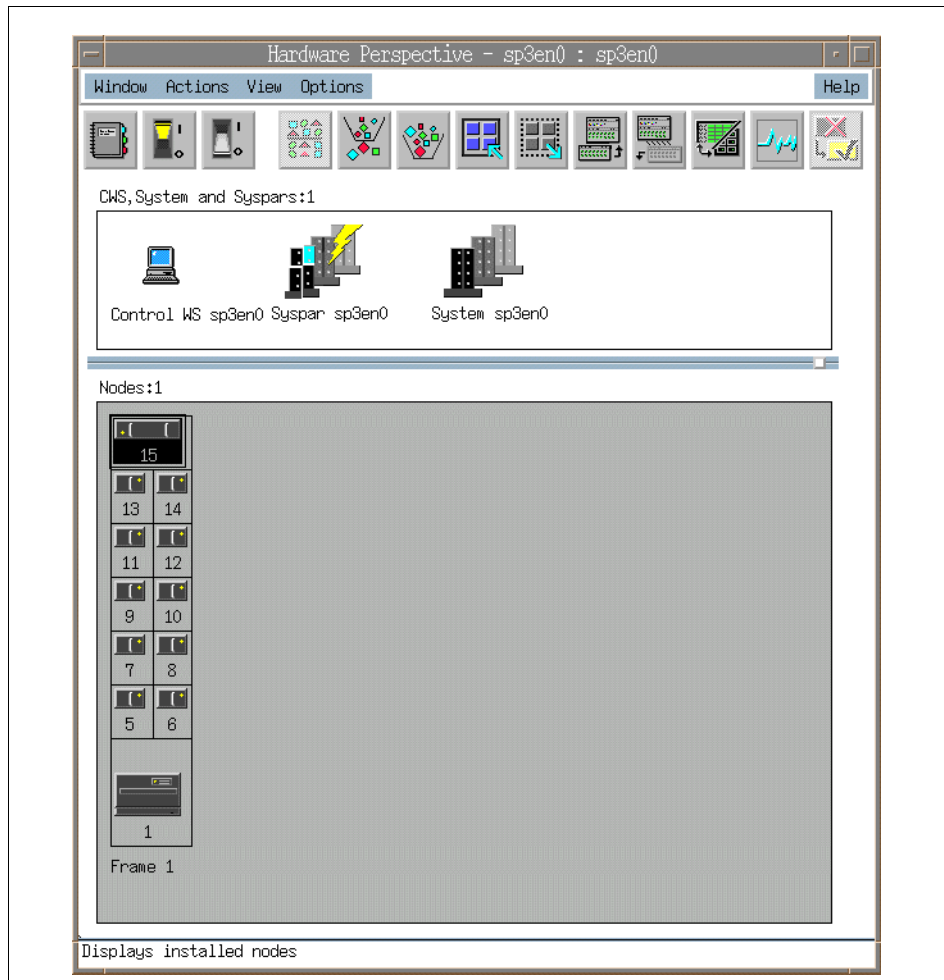 Hardware Perspective - sp3en0 : sp3en0
Window Actions View Options Help
CWS,System and Syspars:1
Control WS sp3en0 Syspar sp3en0 System sp3en0
Nodes:1
15
13 14
11 12
9 10
7 8
5 6
1
Frame 1
Displays installed nodes